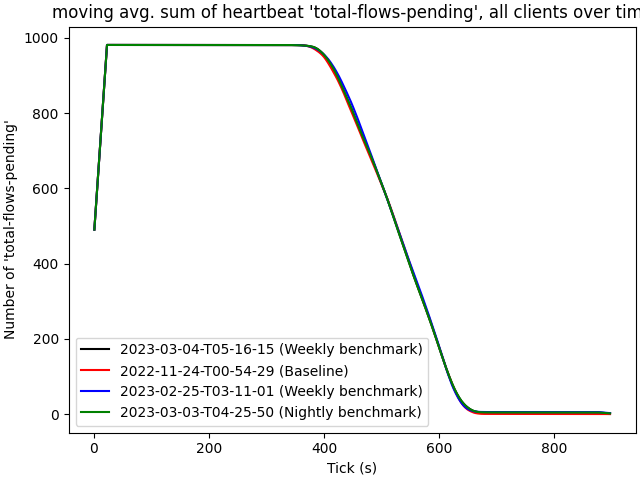 moving avg. sum of heartbeat 'total-flows-pending', all clients over tim
Number of 'total-flows-pending'
1000
800
600
400
200
0
2023-03-04-T05-16-15 (Weekly benchmark)
2022-11-24-T00-54-29 (Baseline)
2023-02-25-T03-11-01 (Weekly benchmark)
2023-03-03-T04-25-50 (Nightly benchmark)
0 200 400 600 800
Tick (s)